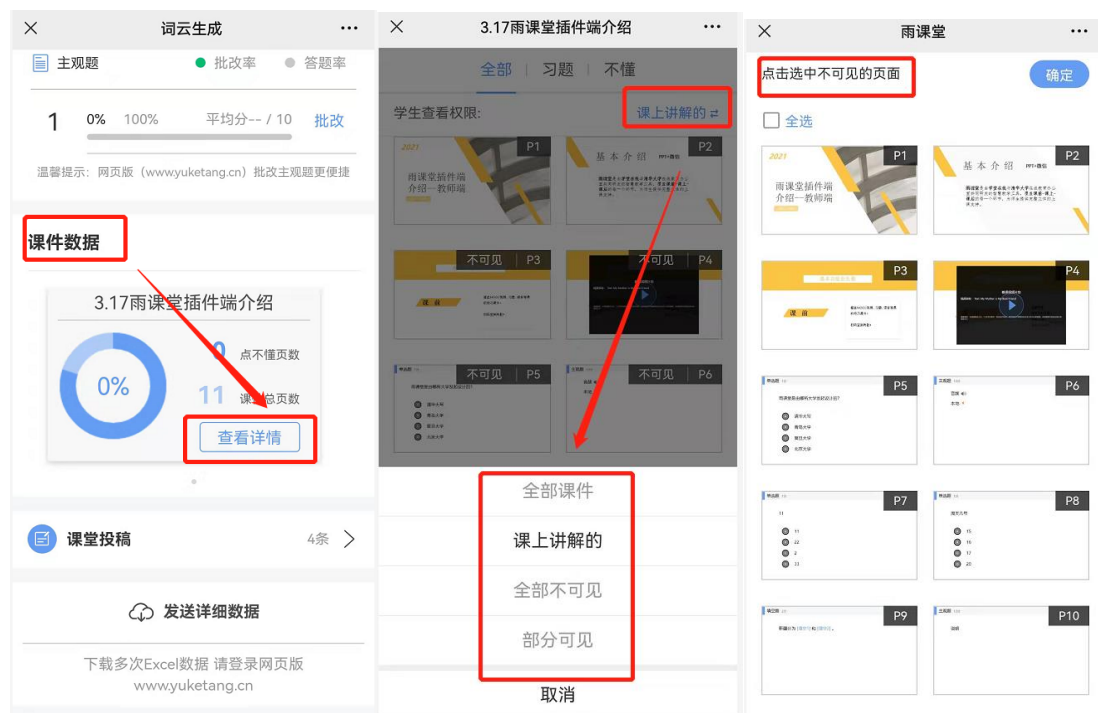 词云生成
主观题
批改率
答题率
1
0%
100%
平均分-- / 10
批改
温馨提示：网页版（www.yuketang.cn）批改主观题更便捷
课件数据
3.17雨课堂插件端介绍
0%
点不懂页数
11
查看详情
课堂投稿
4条
发送详细数据
下载多次Excel数据 请登录网页版
www.yuketang.cn
3.17雨课堂插件端介绍
全部
习题
不懂
学生查看权限:
课上讲解的
2021
雨课堂插件端
介绍—教师端
P1
基本介绍
P2
不可见
P3
课 前
不可见
P4
不可见
P5
不可见
P6
全部课件
课上讲解的
全部不可见
部分可见
取消
雨课堂
点击选中不可见的页面
确定
全选
2021
雨课堂插件端
介绍—教师端
P1
基本介绍
P2
P3
课 前
P4
P5
P6
P7
P8
P9
P10